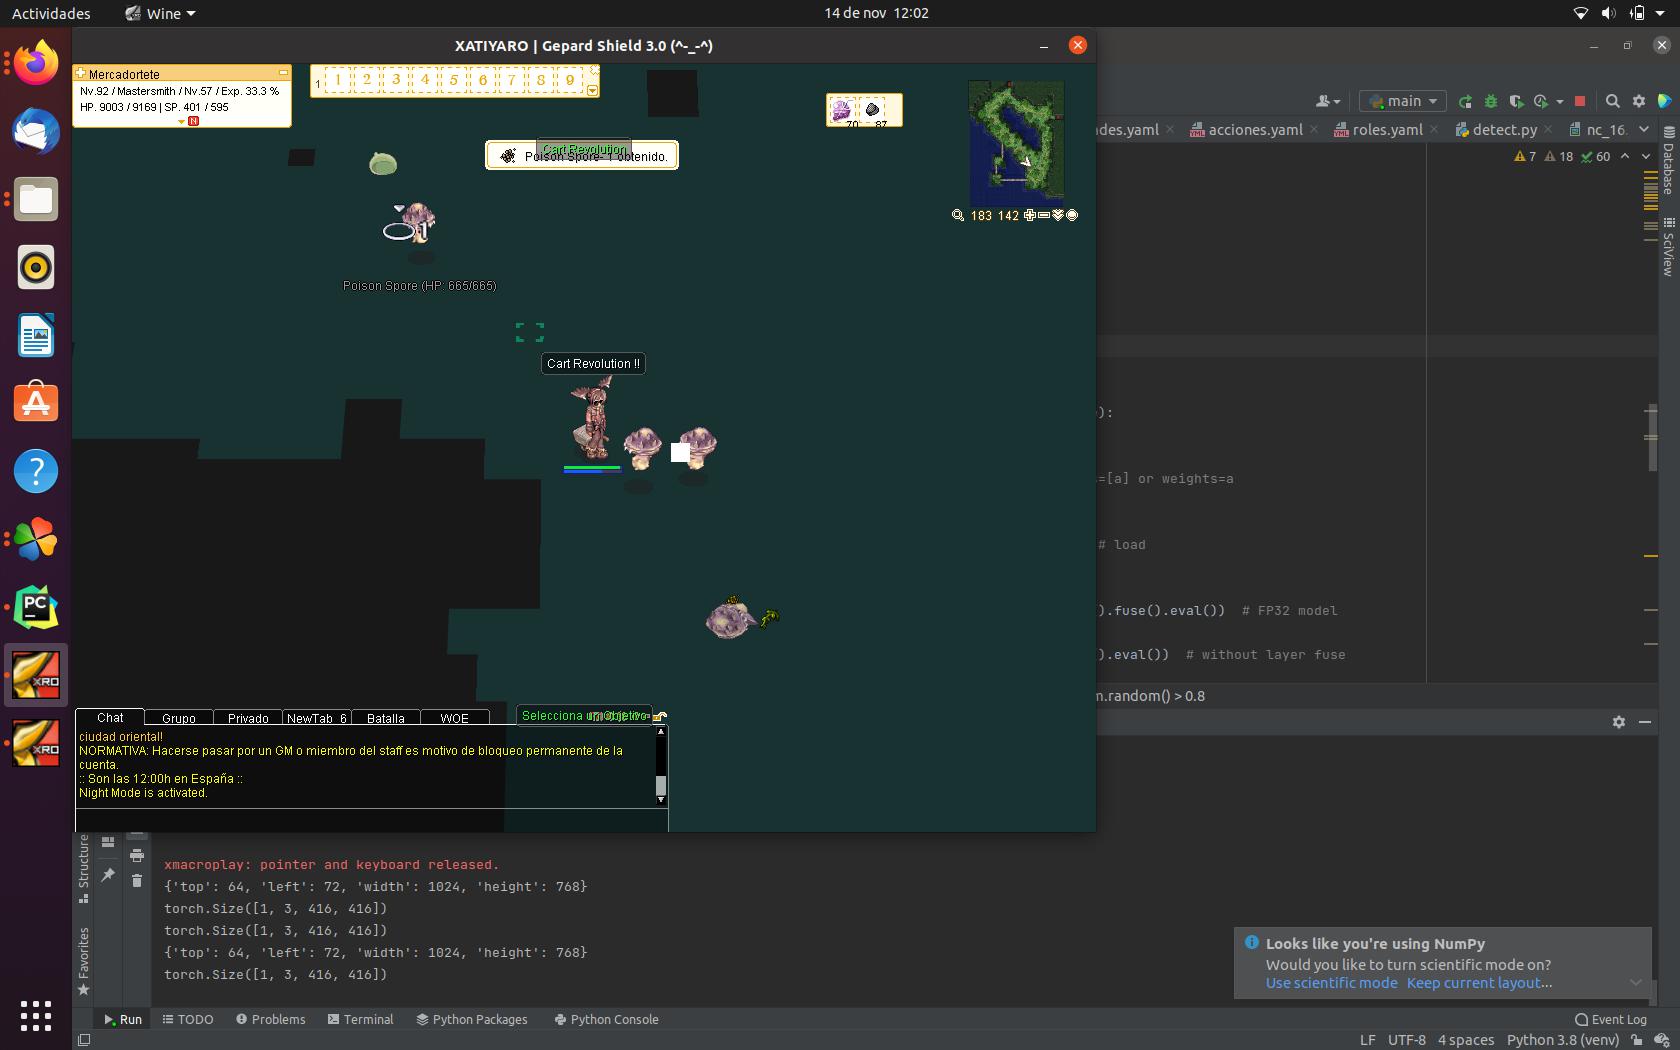 Actividades
Wine
14 de nov 12:02
XATIYARO | Gepard Shield 3.0 (^-_-^)
Mercadortete
Nv.92 / Mastersmith / Nv.57 / Exp. 33.3 %
HP. 9003 / 9169 | SP. 401 / 595
N
1 1 2 3 4 5 6 7 8 9
70 87
Cart Revolution
Poison Spore- 1 obtenido.
183 142
Poison Spore (HP: 665/665)
Cart Revolution !!
Chat Grupo Privado NewTab_6 Batalla WOE
Selecciona un objetivo
ciudad oriental!
NORMATIVA: Hacerse pasar por un GM o miembro del staff es motivo de bloqueo permanente de la
cuenta.
:: Son las 12:00h en España ::
Night Mode is activated.
main
ades.yaml acciones.yaml roles.yaml detect.py nc_16.
7 18 60
Database
SciView
):
=[a] or weights=a
# load
).fuse().eval()) # FP32 model
).eval()) # without layer fuse
m.random() > 0.8
PC
XRO
XRO
Structure
Favorites
xmacroplay: pointer and keyboard released.
{'top': 64, 'left': 72, 'width': 1024, 'height': 768}
torch.Size([1, 3, 416, 416])
torch.Size([1, 3, 416, 416])
{'top': 64, 'left': 72, 'width': 1024, 'height': 768}
torch.Size([1, 3, 416, 416])
Looks like you're using NumPy
Would you like to turn scientific mode on?
Use scientific mode Keep current layout...
Run TODO Problems Terminal Python Packages Python Console
Event Log
LF UTF-8 4 spaces Python 3.8 (venv)